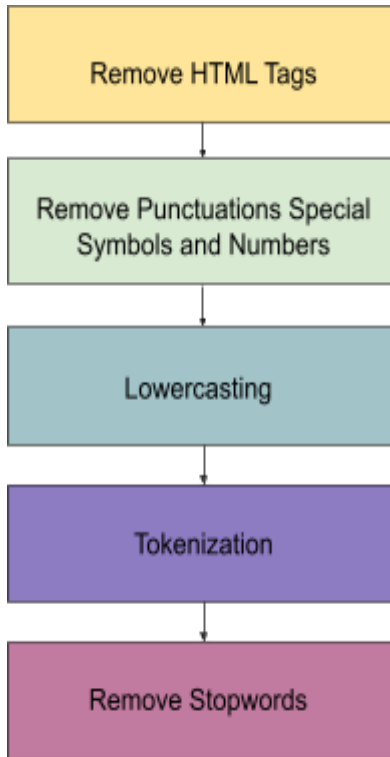 Remove HTML Tags
Remove Punctuations Special
Symbols and Numbers
Lowercasting
Tokenization
Remove Stopwords